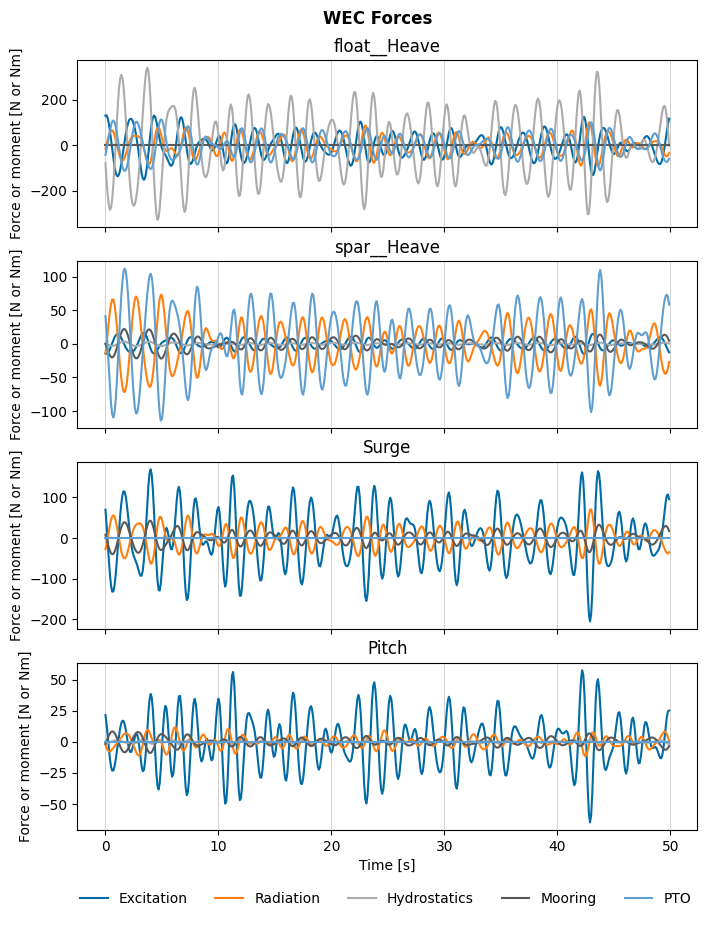 WEC Forces
float__Heave
Force or moment [N or Nm]
200
0
−200
spar__Heave
Force or moment [N or Nm]
100
50
0
−50
−100
Surge
Force or moment [N or Nm]
100
0
−100
−200
Pitch
Force or moment [N or Nm]
50
25
0
−25
−50
0 10 20 30 40 50
Time [s]
Excitation Radiation Hydrostatics Mooring PTO